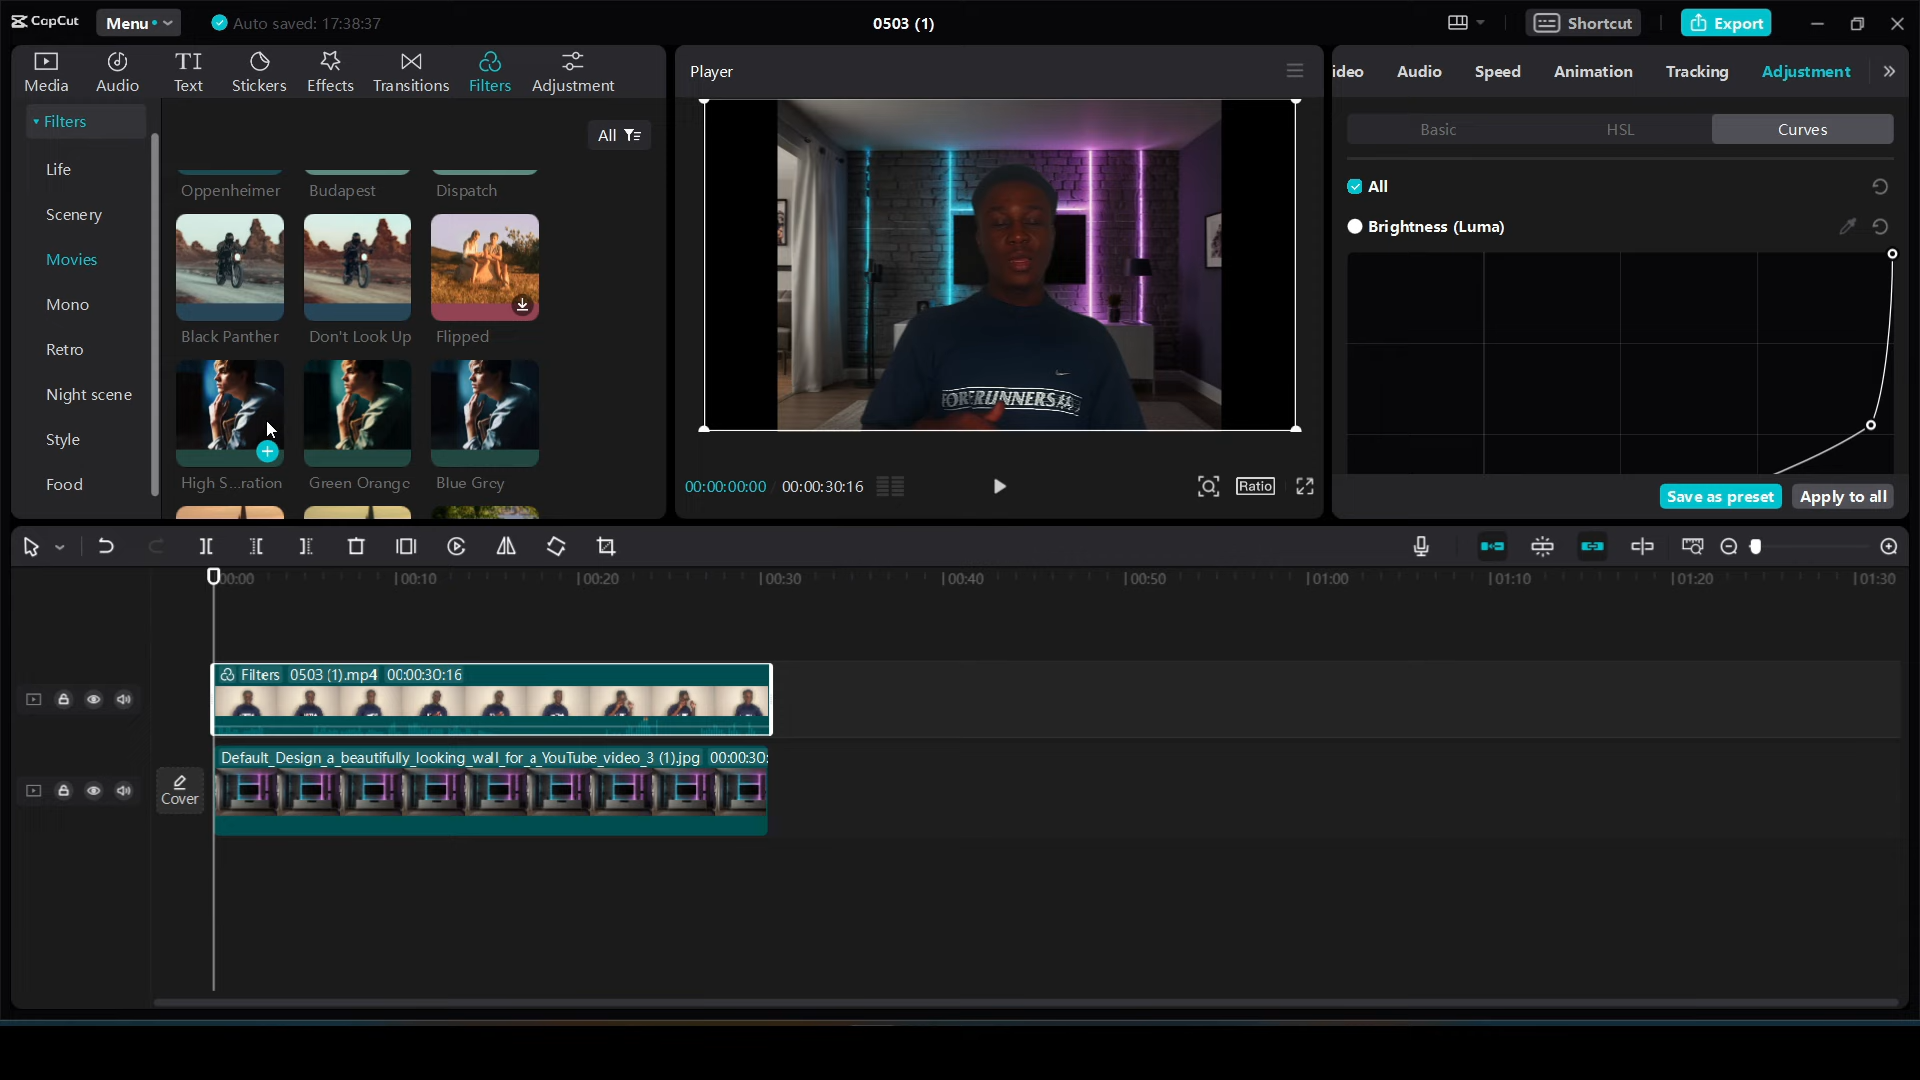 CapCut Menu Auto saved: 17:38:37 0503 (1) Shortcut Export
Media Audio Text Stickers Effects Transitions Filters Adjustment
Filters
Life
Scenery
Movies
Mono
Retro
Night scene
Style
Food
All
Oppenheimer Budapest Dispatch
Black Panther Don't Look Up Flipped
High S...ration Green Orange Blue Grey
Player
FORERUNNERS
00:00:00:00 00:00:30:16 Ratio
ideo Audio Speed Animation Tracking Adjustment
Basic HSL Curves
All
Brightness (Luma)
Save as preset Apply to all
00:00 00:10 00:20 00:30 00:40 00:50 01:00 01:10 01:20 01:30
Filters 0503 (1).mp4 00:00:30:16
Cover
Default_Design_a_beautifully_looking_wall_for_a_YouTube_video_3 (1).jpg 00:00:30: